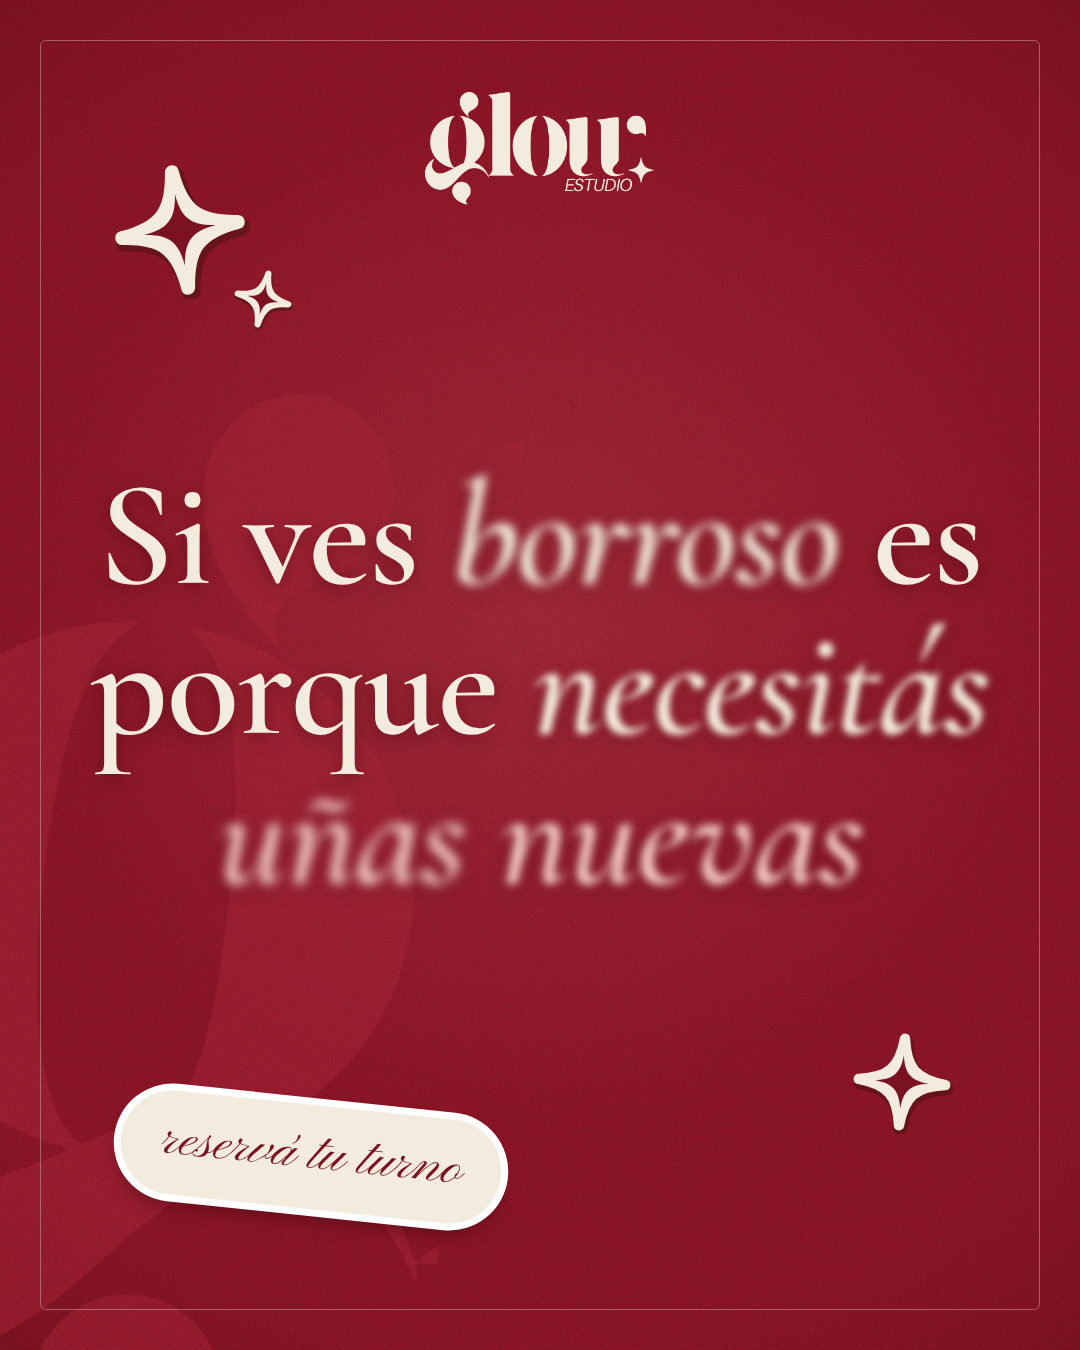 glow
ESTUDIO
Si ves borroso es
porque necesitás
uñas nuevas
reservá tu turno